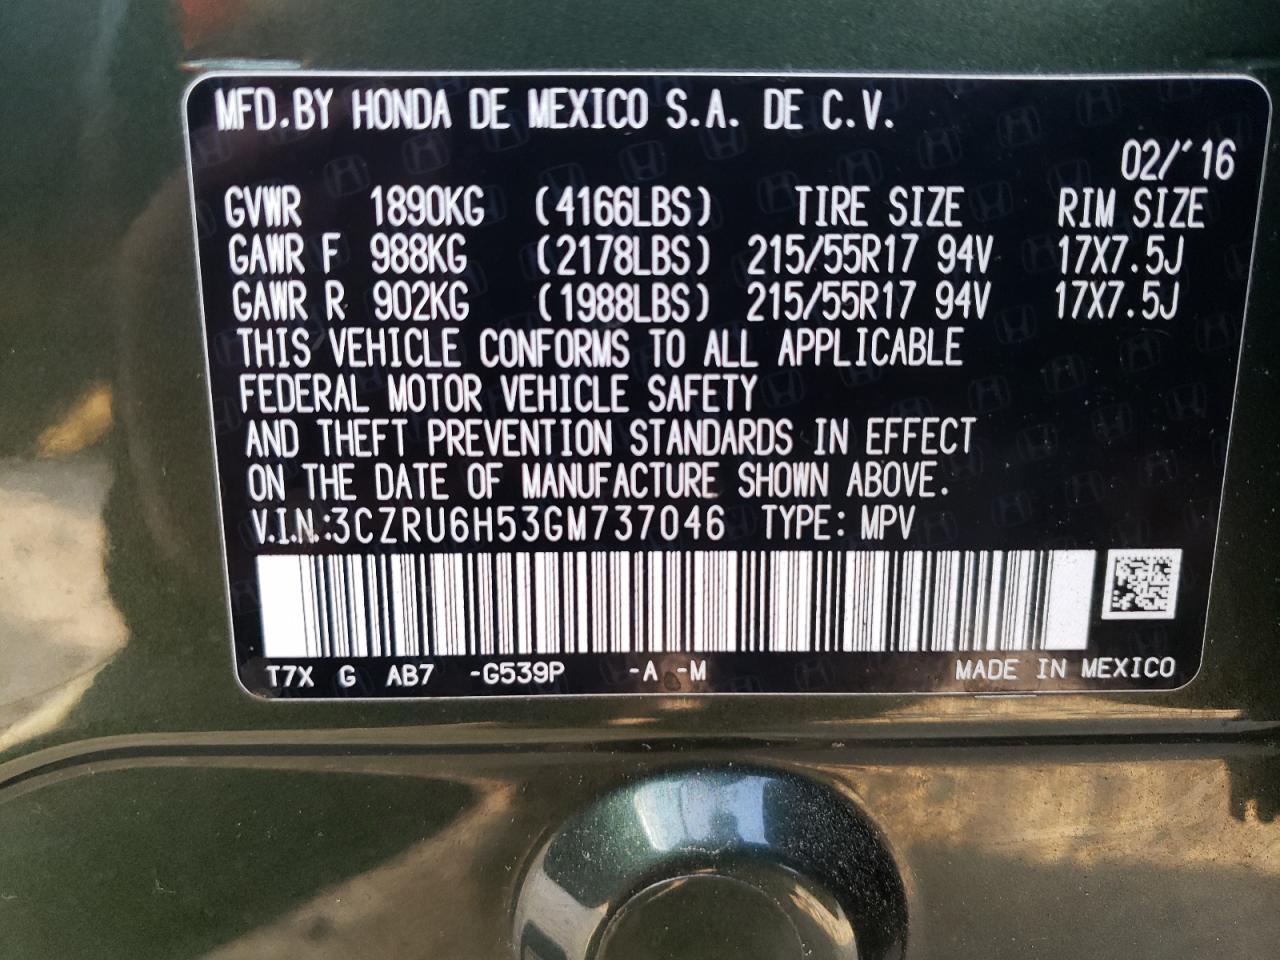 MFD.BY HONDA DE MEXICO S.A. DE C.V.
02/'16
GVWR 1890KG (4166LBS) TIRE SIZE RIM SIZE
GAWR F 988KG (2178LBS) 215/55R17 94V 17X7.5J
GAWR R 902KG (1988LBS) 215/55R17 94V 17X7.5J
THIS VEHICLE CONFORMS TO ALL APPLICABLE
FEDERAL MOTOR VEHICLE SAFETY
AND THEFT PREVENTION STANDARDS IN EFFECT
ON THE DATE OF MANUFACTURE SHOWN ABOVE.
V.I.N.:3CZRU6H53GM737046 TYPE: MPV
T7X G AB7 -G539P -A -M MADE IN MEXICO